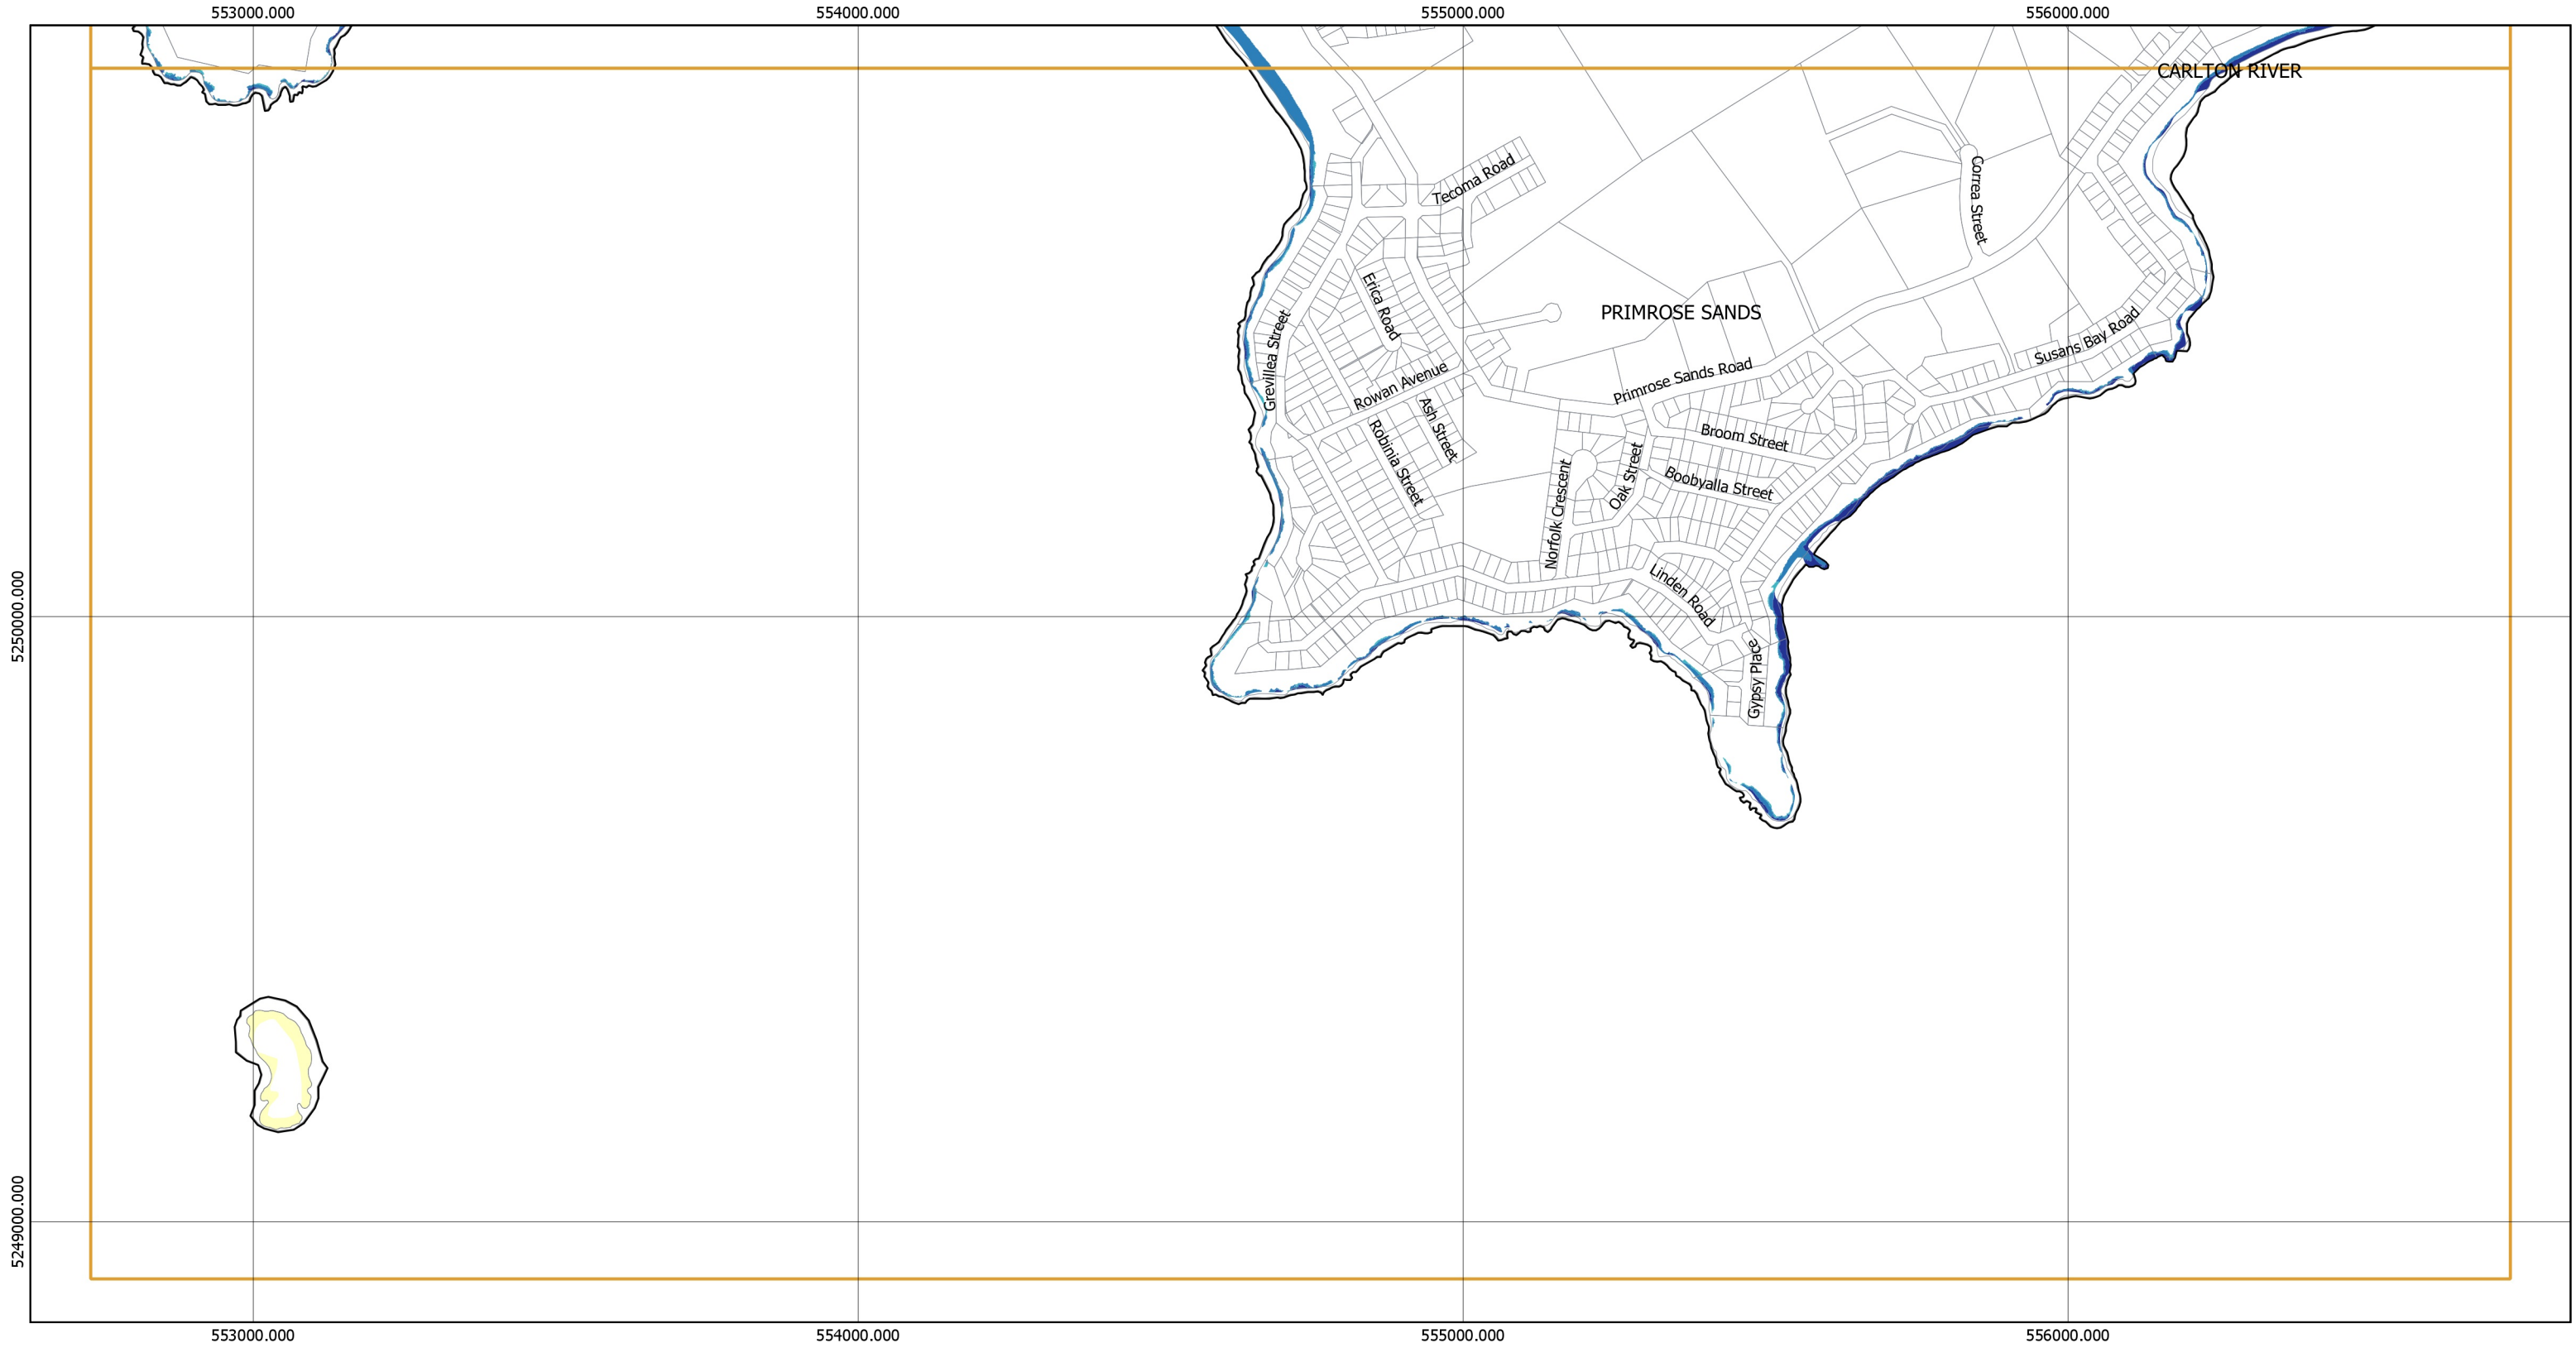 553000.000
554000.000
555000.000
556000.000
CARLTON RIVER
Tecoma Road
Correa Street
Erica Road
PRIMROSE SANDS
Grevillea Street
Susans Bay Road
Primrose Sands Road
Rowan Avenue
Ash Street
Robinia Street
Broom Street
Boobyalla Street
Oak Street
Norfolk Crescent
Linden Road
Gypsy Place
5250000.000
5249000.000
553000.000
554000.000
555000.000
556000.000